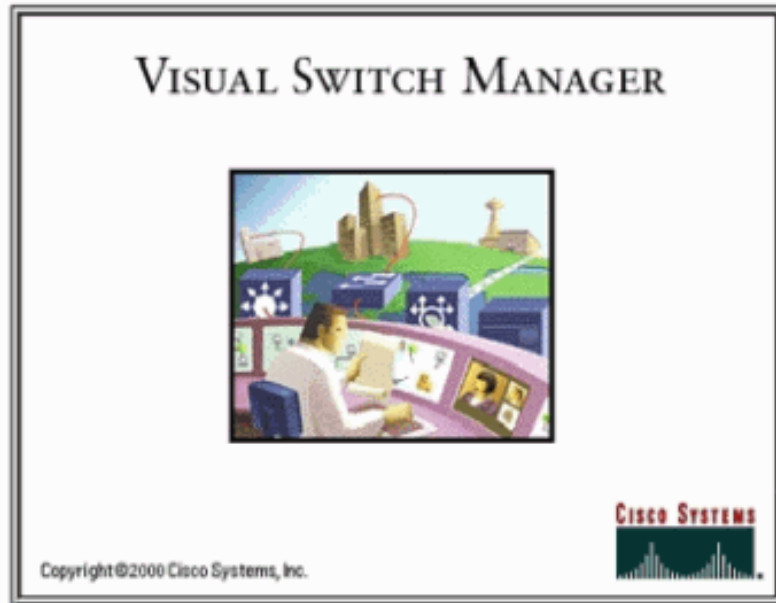 VISUAL SWITCH MANAGER
Copyright©2000 Cisco Systems, Inc.
CISCO SYSTEMS